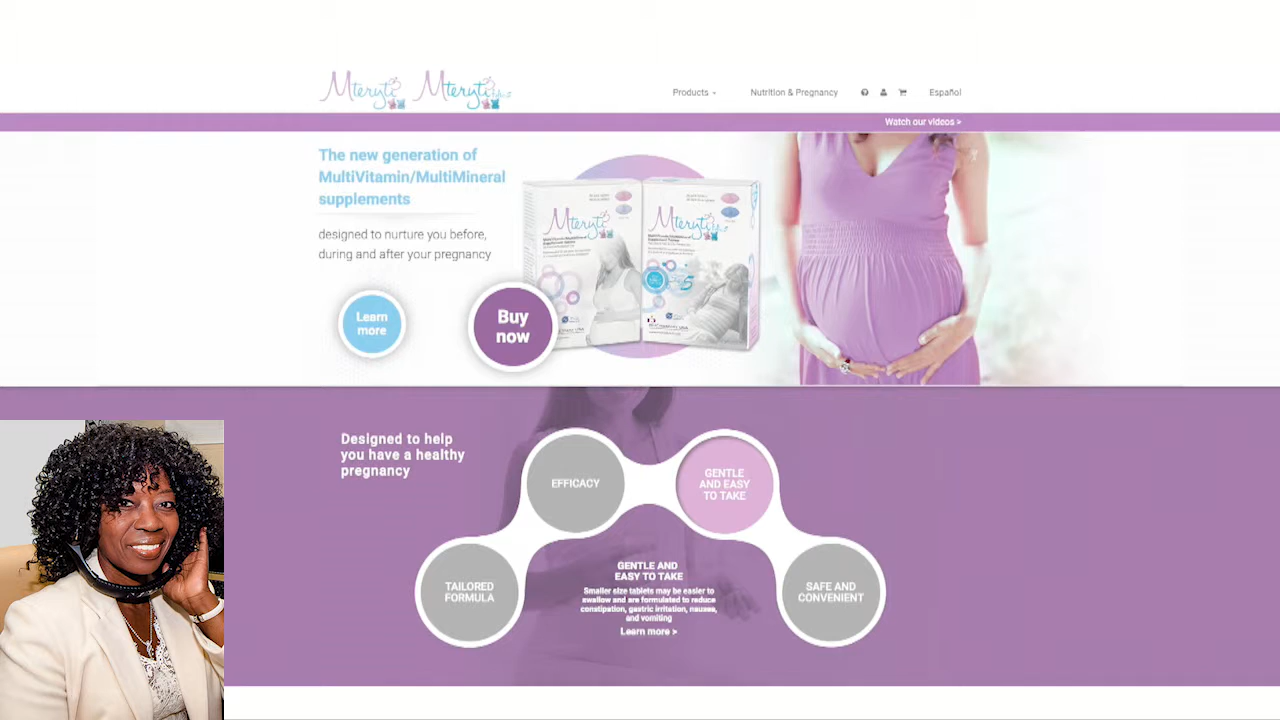 Mteryti Mteryti
Products
Nutrition & Pregnancy
Español
Watch our videos >
The new generation of
MultiVitamin/MultiMineral
supplements
designed to nurture you before,
during and after your pregnancy
Learn
more
Buy
now
Mteryti
Mteryti
Designed to help
you have a healthy
pregnancy
EFFICACY
GENTLE
AND EASY
TO TAKE
TAILORED
FORMULA
SAFE AND
CONVENIENT
GENTLE AND
EASY TO TAKE
Smaller size tablets may be easier to
swallow and are formulated to reduce
constipation, gastric irritation, nausea,
and vomiting
Learn more >